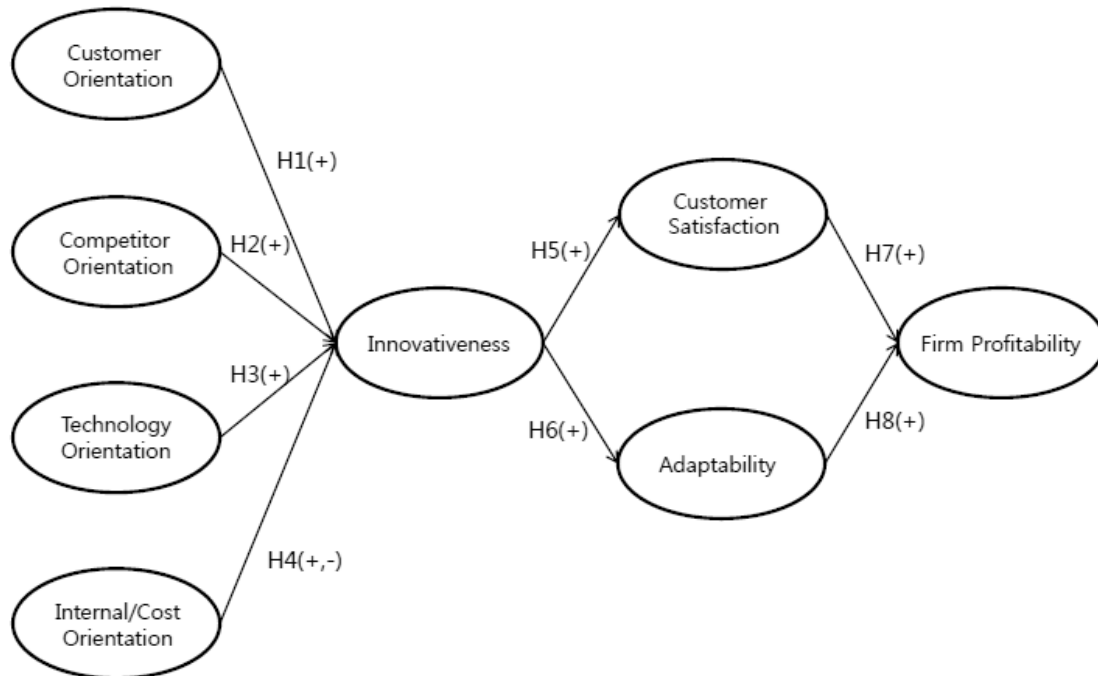 Customer
Orientation
H1(+)
Competitor
Orientation
H2(+)
Technology
Orientation
H3(+)
Internal/Cost
Orientation
H4(+,-)
Innovativeness
H5(+)
H6(+)
Customer
Satisfaction
Adaptability
H7(+)
H8(+)
Firm Profitability